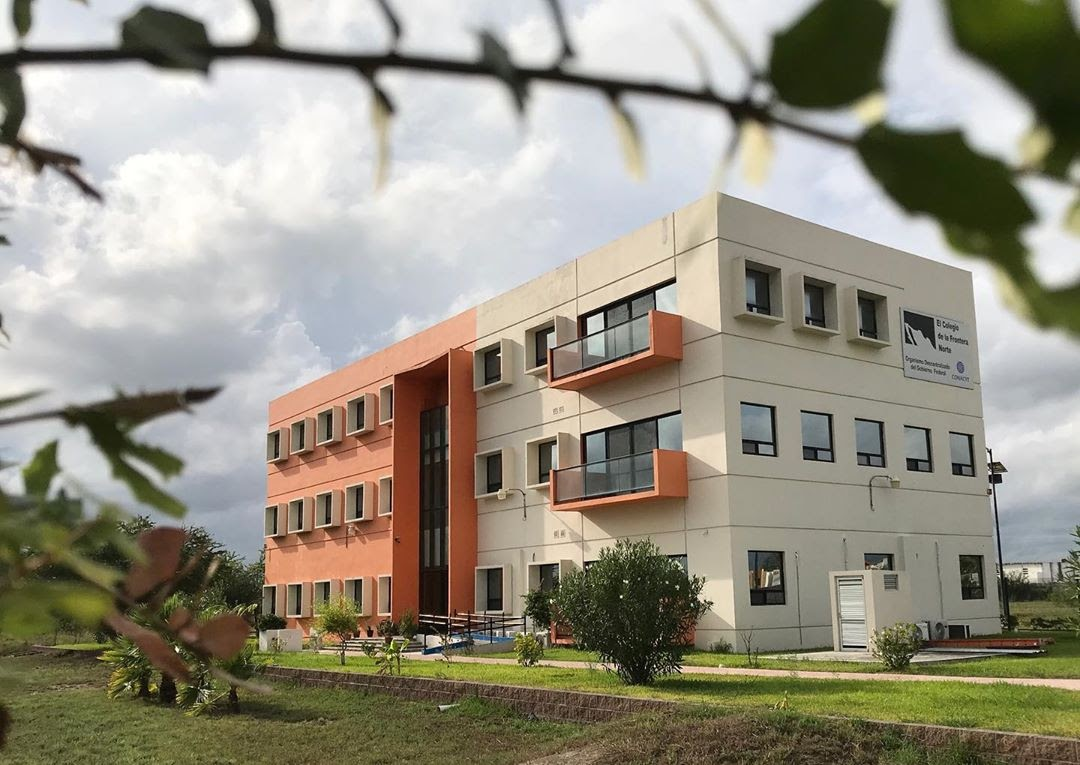 El Colegio
de la Frontera
Norte
Organismo Descentralizado
del Gobierno Federal
CONACYT